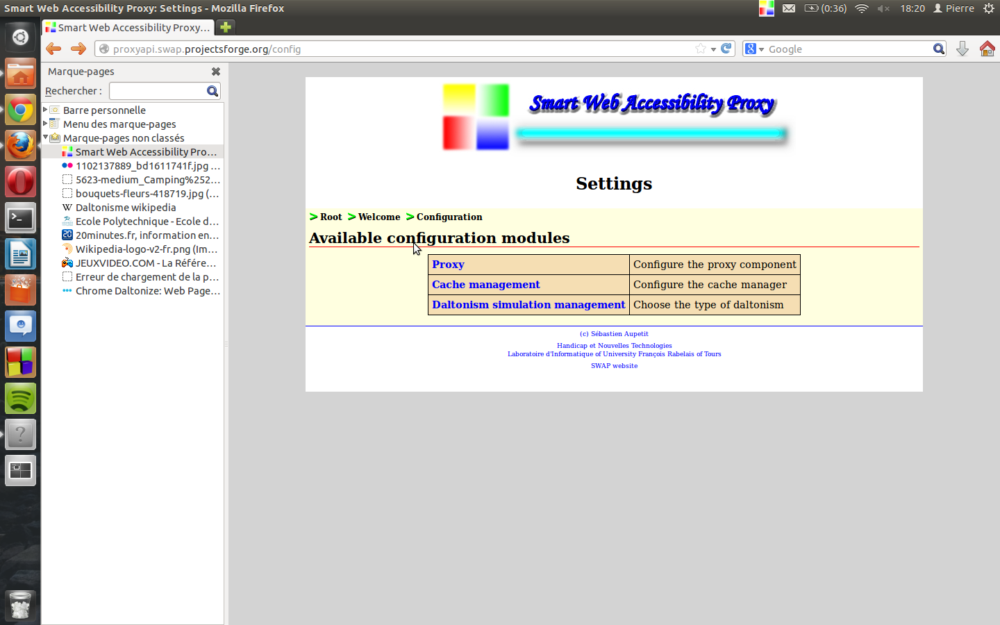 Smart Web Accessibility Proxy: Settings - Mozilla Firefox
(0:36)
18:20
Pierre
Smart Web Accessibility Proxy...
proxyapi.swap.projectsforge.org/config
Google
Marque-pages
Rechercher :
Barre personnelle
Menu des marque-pages
Marque-pages non classés
Smart Web Accessibility Pro...
1102137889_bd1611741f.jpg ...
5623-medium_Camping%252...
bouquets-fleurs-418719.jpg (...
W Daltonisme wikipedia
Ecole Polytechnique - Ecole d...
20 20minutes.fr, information en...
Wikipedia-logo-v2-fr.png (Im...
JEUXVIDEO.COM - La Référe...
Erreur de chargement de la p...
Chrome Daltonize: Web Page...
Smart Web Accessibility Proxy
Settings
> Root > Welcome > Configuration
Available configuration modules
Proxy Configure the proxy component
Cache management Configure the cache manager
Daltonism simulation management Choose the type of daltonism
(c) Sébastien Aupetit
Handicap et Nouvelles Technologies
Laboratoire d'Informatique of University François Rabelais of Tours
SWAP website